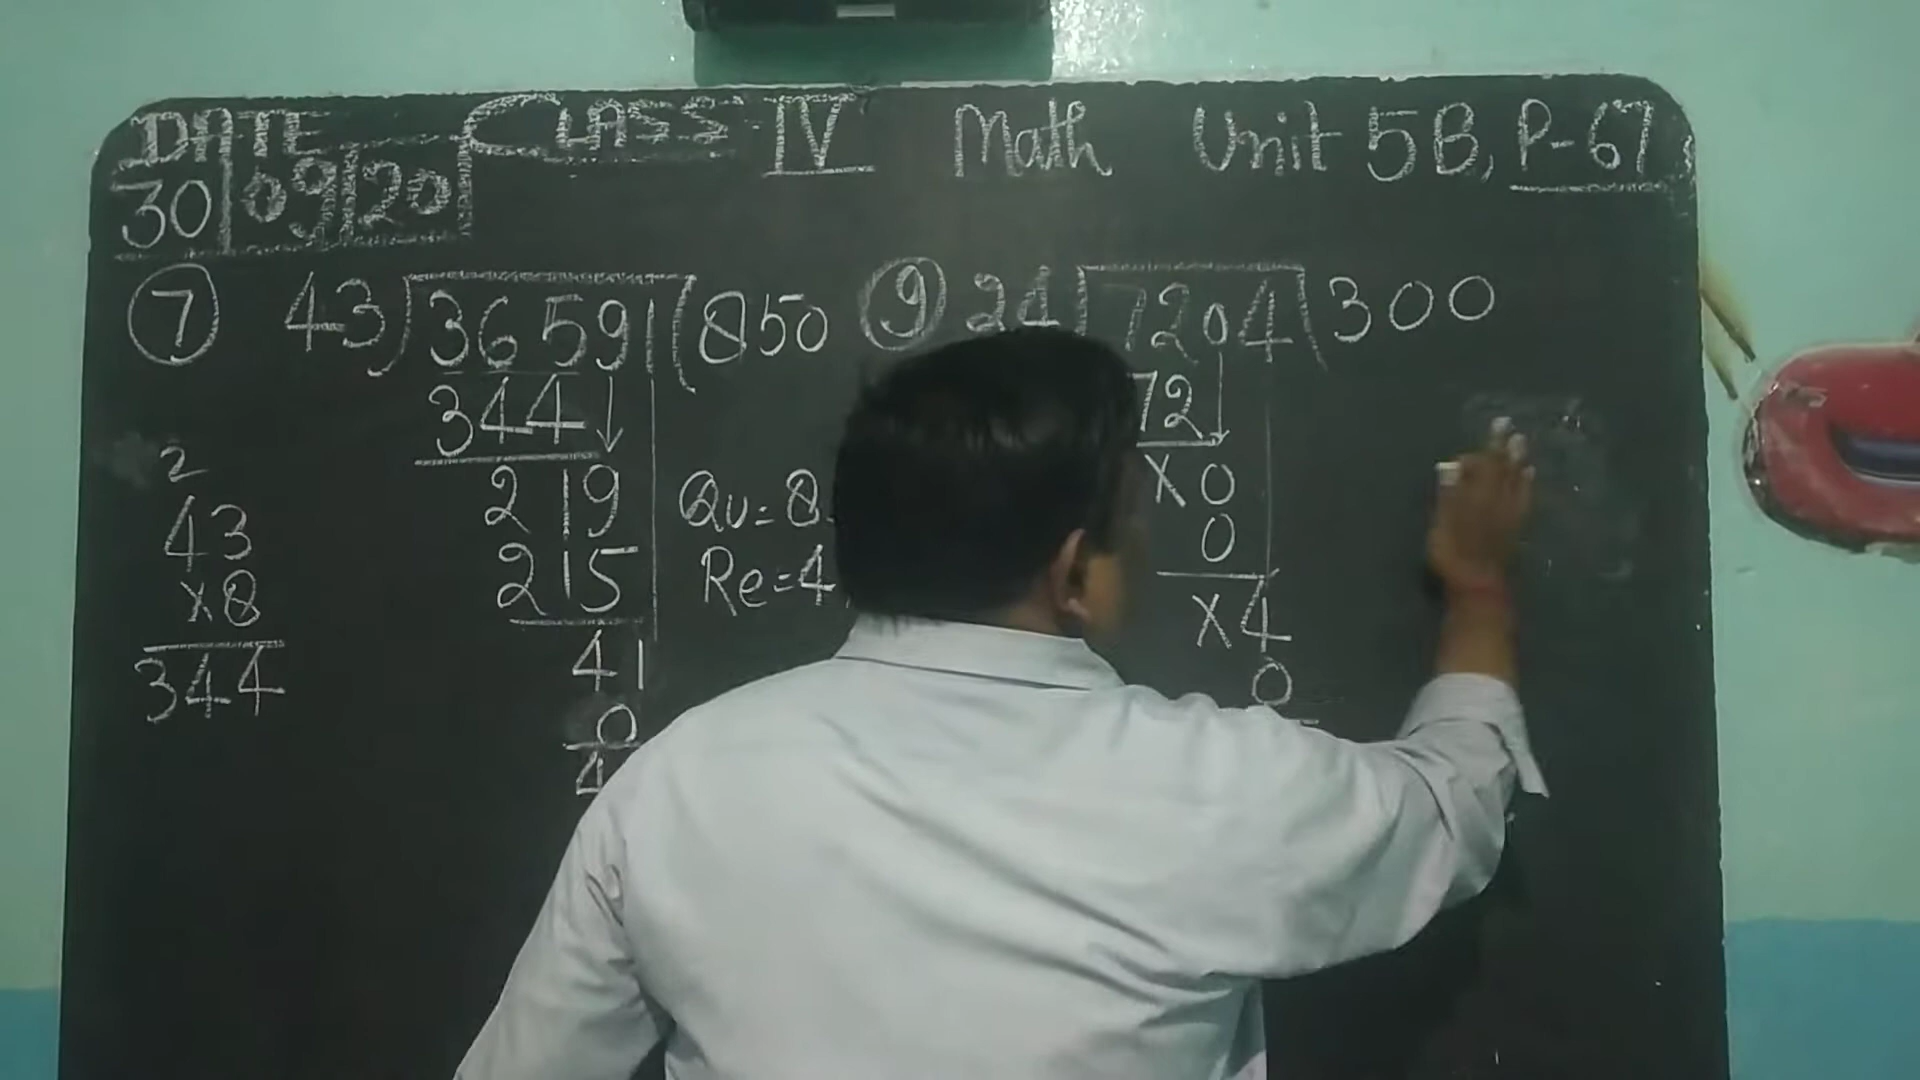 DATE CLASS-IV Math Unit 5B, P-67
30/09/20
7 43)36591(850
344
219
215
41
0
4
2
43
x8
344
Qu=8
Re=4
9 24)7204(300
72
x0
0
x4
0